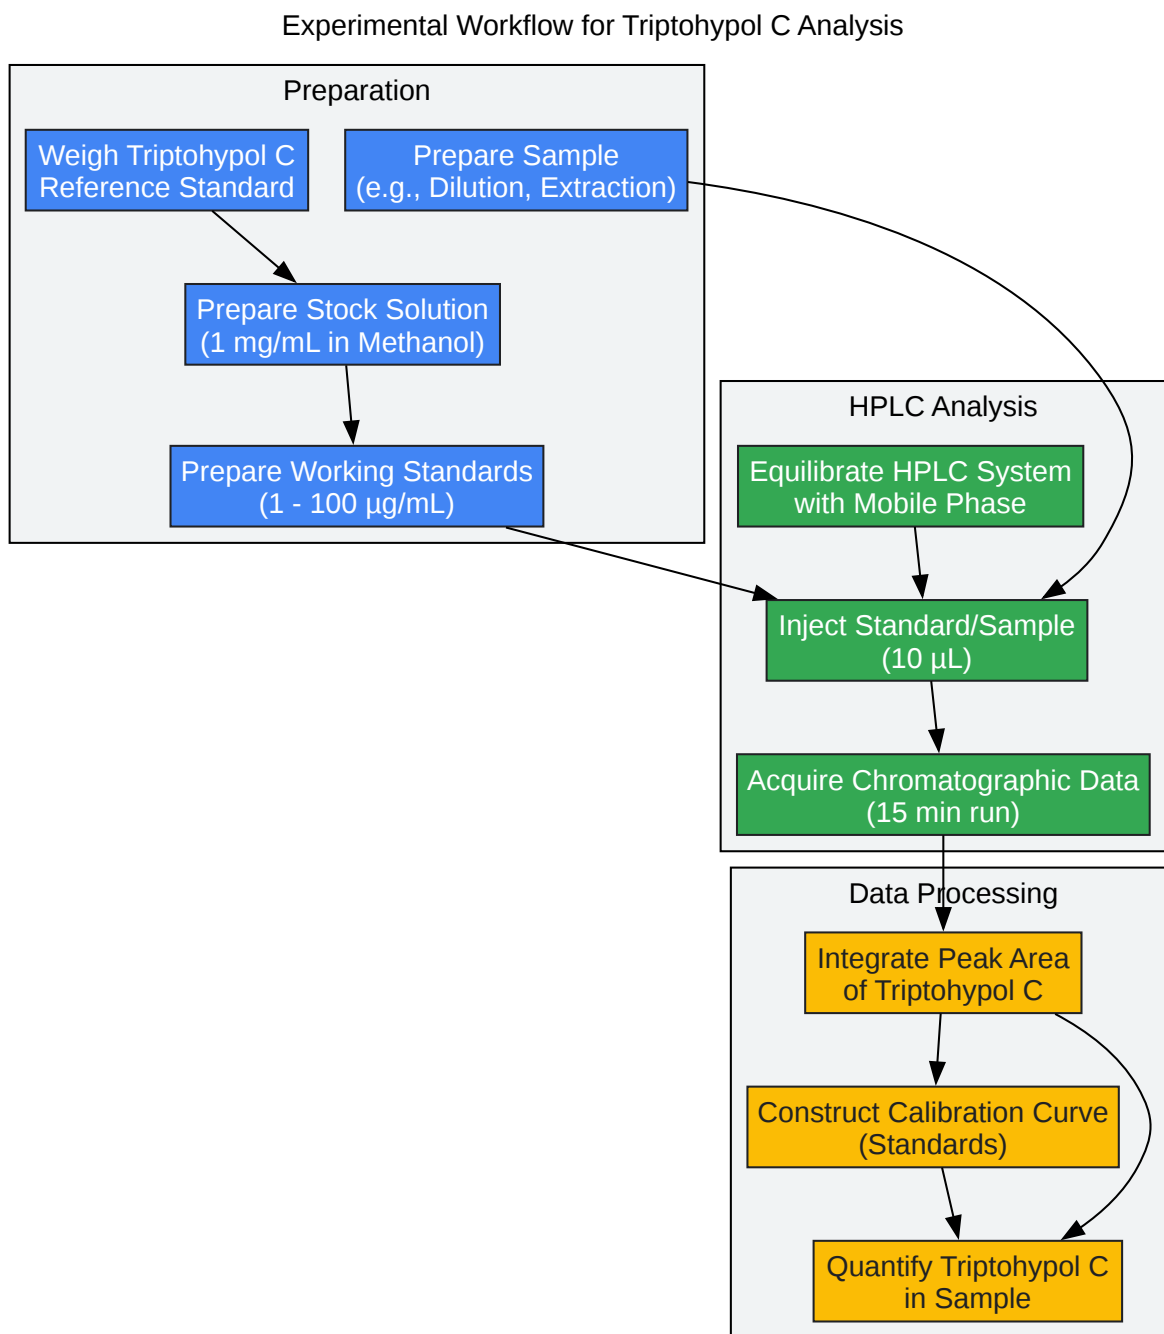 Experimental Workflow for Triptohypol C Analysis
Preparation
Weigh Triptohypol C
Reference Standard
Prepare Sample
(e.g., Dilution, Extraction)
Prepare Stock Solution
(1 mg/mL in Methanol)
Prepare Working Standards
(1 - 100 µg/mL)
HPLC Analysis
Equilibrate HPLC System
with Mobile Phase
Inject Standard/Sample
(10 µL)
Acquire Chromatographic Data
(15 min run)
Data Processing
Integrate Peak Area
of Triptohypol C
Construct Calibration Curve
(Standards)
Quantify Triptohypol C
in Sample